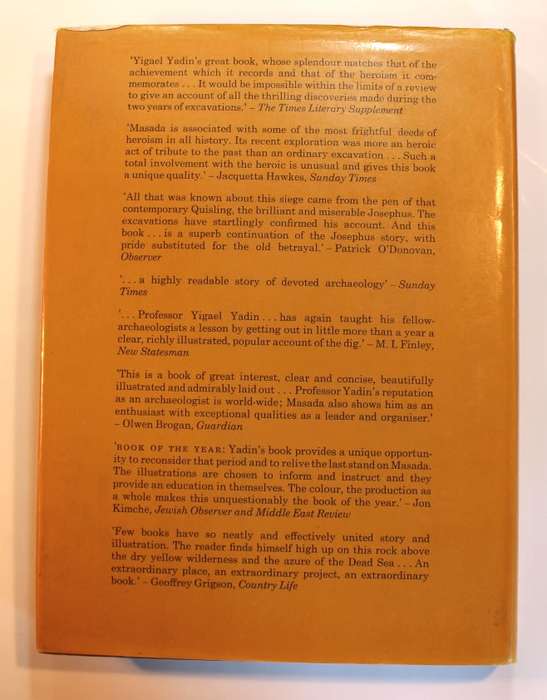 'Yigael Yadin's great book, whose splendour matches that of the
achievement which it records and that of the heroism it com-
memorates . . . It would be impossible within the limits of a review
to give an account of all the thrilling discoveries made during the
two years of excavations.' – The Times Literary Supplement
'Masada is associated with some of the most frightful deeds of
heroism in all history. Its recent exploration was more an heroic
act of tribute to the past than an ordinary excavation . . . Such a
total involvement with the heroic is unusual and gives this book
a unique quality.' – Jacquetta Hawkes, Sunday Times
'All that was known about this siege came from the pen of that
contemporary Quisling, the brilliant and miserable Josephus. The
excavations have startlingly confirmed his account. And this
book . . . is a superb continuation of the Josephus story, with
pride substituted for the old betrayal.' – Patrick O'Donovan,
Observer
'. . . a highly readable story of devoted archaeology' – Sunday
Times
'. . . Professor Yigael Yadin . . . has again taught his fellow-
archaeologists a lesson by getting out in little more than a year a
clear, richly illustrated, popular account of the dig.' – M. I. Finley,
New Statesman
'This is a book of great interest, clear and concise, beautifully
illustrated and admirably laid out . . . Professor Yadin's reputation
as an archaeologist is world-wide; Masada also shows him as an
enthusiast with exceptional qualities as a leader and organiser.'
– Olwen Brogan, Guardian
'BOOK OF THE YEAR: Yadin's book provides a unique opportun-
ity to reconsider that period and to relive the last stand on Masada.
The illustrations are chosen to inform and instruct and they
provide an education in themselves. The colour, the production as
a whole makes this unquestionably the book of the year.' – Jon
Kimche, Jewish Observer and Middle East Review
'Few books have so neatly and effectively united story and
illustration. The reader finds himself high up on this rock above
the dry yellow wilderness and the azure of the Dead Sea . . . An
extraordinary place, an extraordinary project, an extraordinary
book.' – Geoffrey Grigson, Country Life